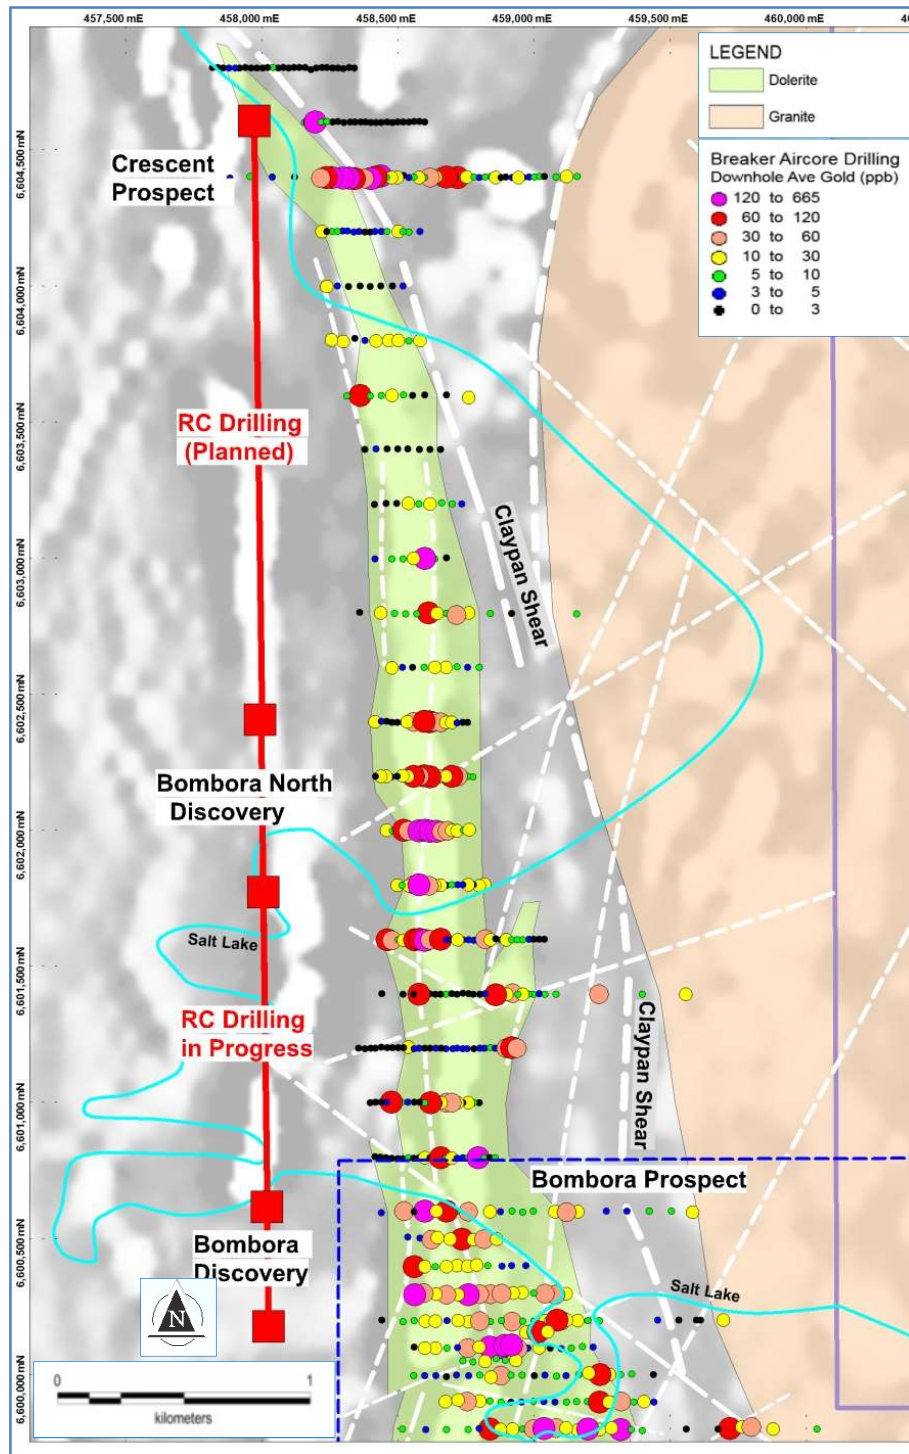 457,500 mE
458,000 mE
458,500 mE
459,000 mE
459,500 mE
460,000 mE
LEGEND
Dolerite
Granite
Breaker Aircore Drilling
Downhole Ave Gold (ppb)
120 to 665
60 to 120
30 to 60
10 to 30
5 to 10
3 to 5
0 to 3
6,604,500 mN
Crescent
Prospect
6,604,000 mN
RC Drilling
(Planned)
6,603,500 mN
Claypan Shear
6,603,000 mN
6,602,500 mN
Bombora North
Discovery
6,602,000 mN
Salt Lake
6,601,500 mN
RC Drilling
in Progress
Claypan Shear
6,601,000 mN
Bombora Prospect
6,600,500 mN
Bombora
Discovery
Salt Lake
N
6,600,000 mN
0 1
kilometers